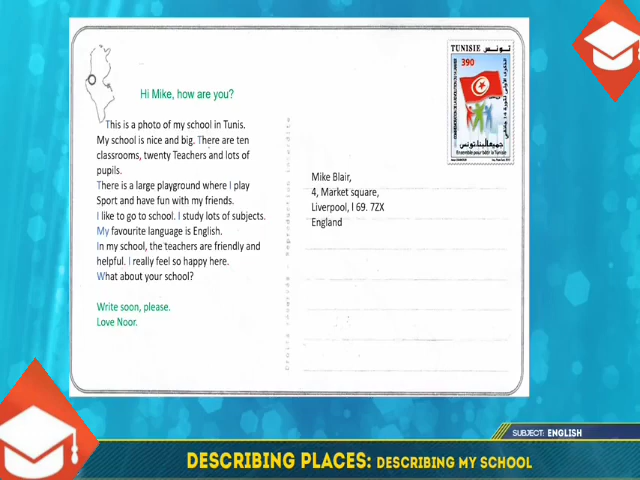 Hi Mike, how are you?
This is a photo of my school in Tunis.
My school is nice and big. There are ten
classrooms, twenty Teachers and lots of
pupils.
There is a large playground where I play
Sport and have fun with my friends.
I like to go to school. I study lots of subjects.
My favourite language is English.
In my school, the teachers are friendly and
helpful. I really feel so happy here.
What about your school?
Write soon, please.
Love Noor.
Reproduction interdite
TUNISIE تونس
390
Mike Blair,
4, Market square,
Liverpool, l 69. 7ZX
England
SUBJECT: ENGLISH
DESCRIBING PLACES: DESCRIBING MY SCHOOL